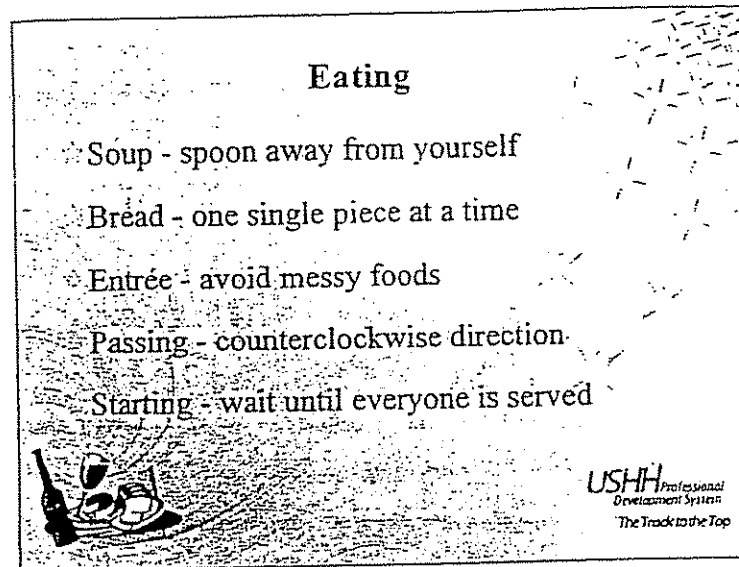 Eating
Soup - spoon away from yourself
Bread - one single piece at a time
Entrée - avoid messy foods
Passing - counterclockwise direction
Starting - wait until everyone is served
USHH Professional
Development System
The Track to the Top